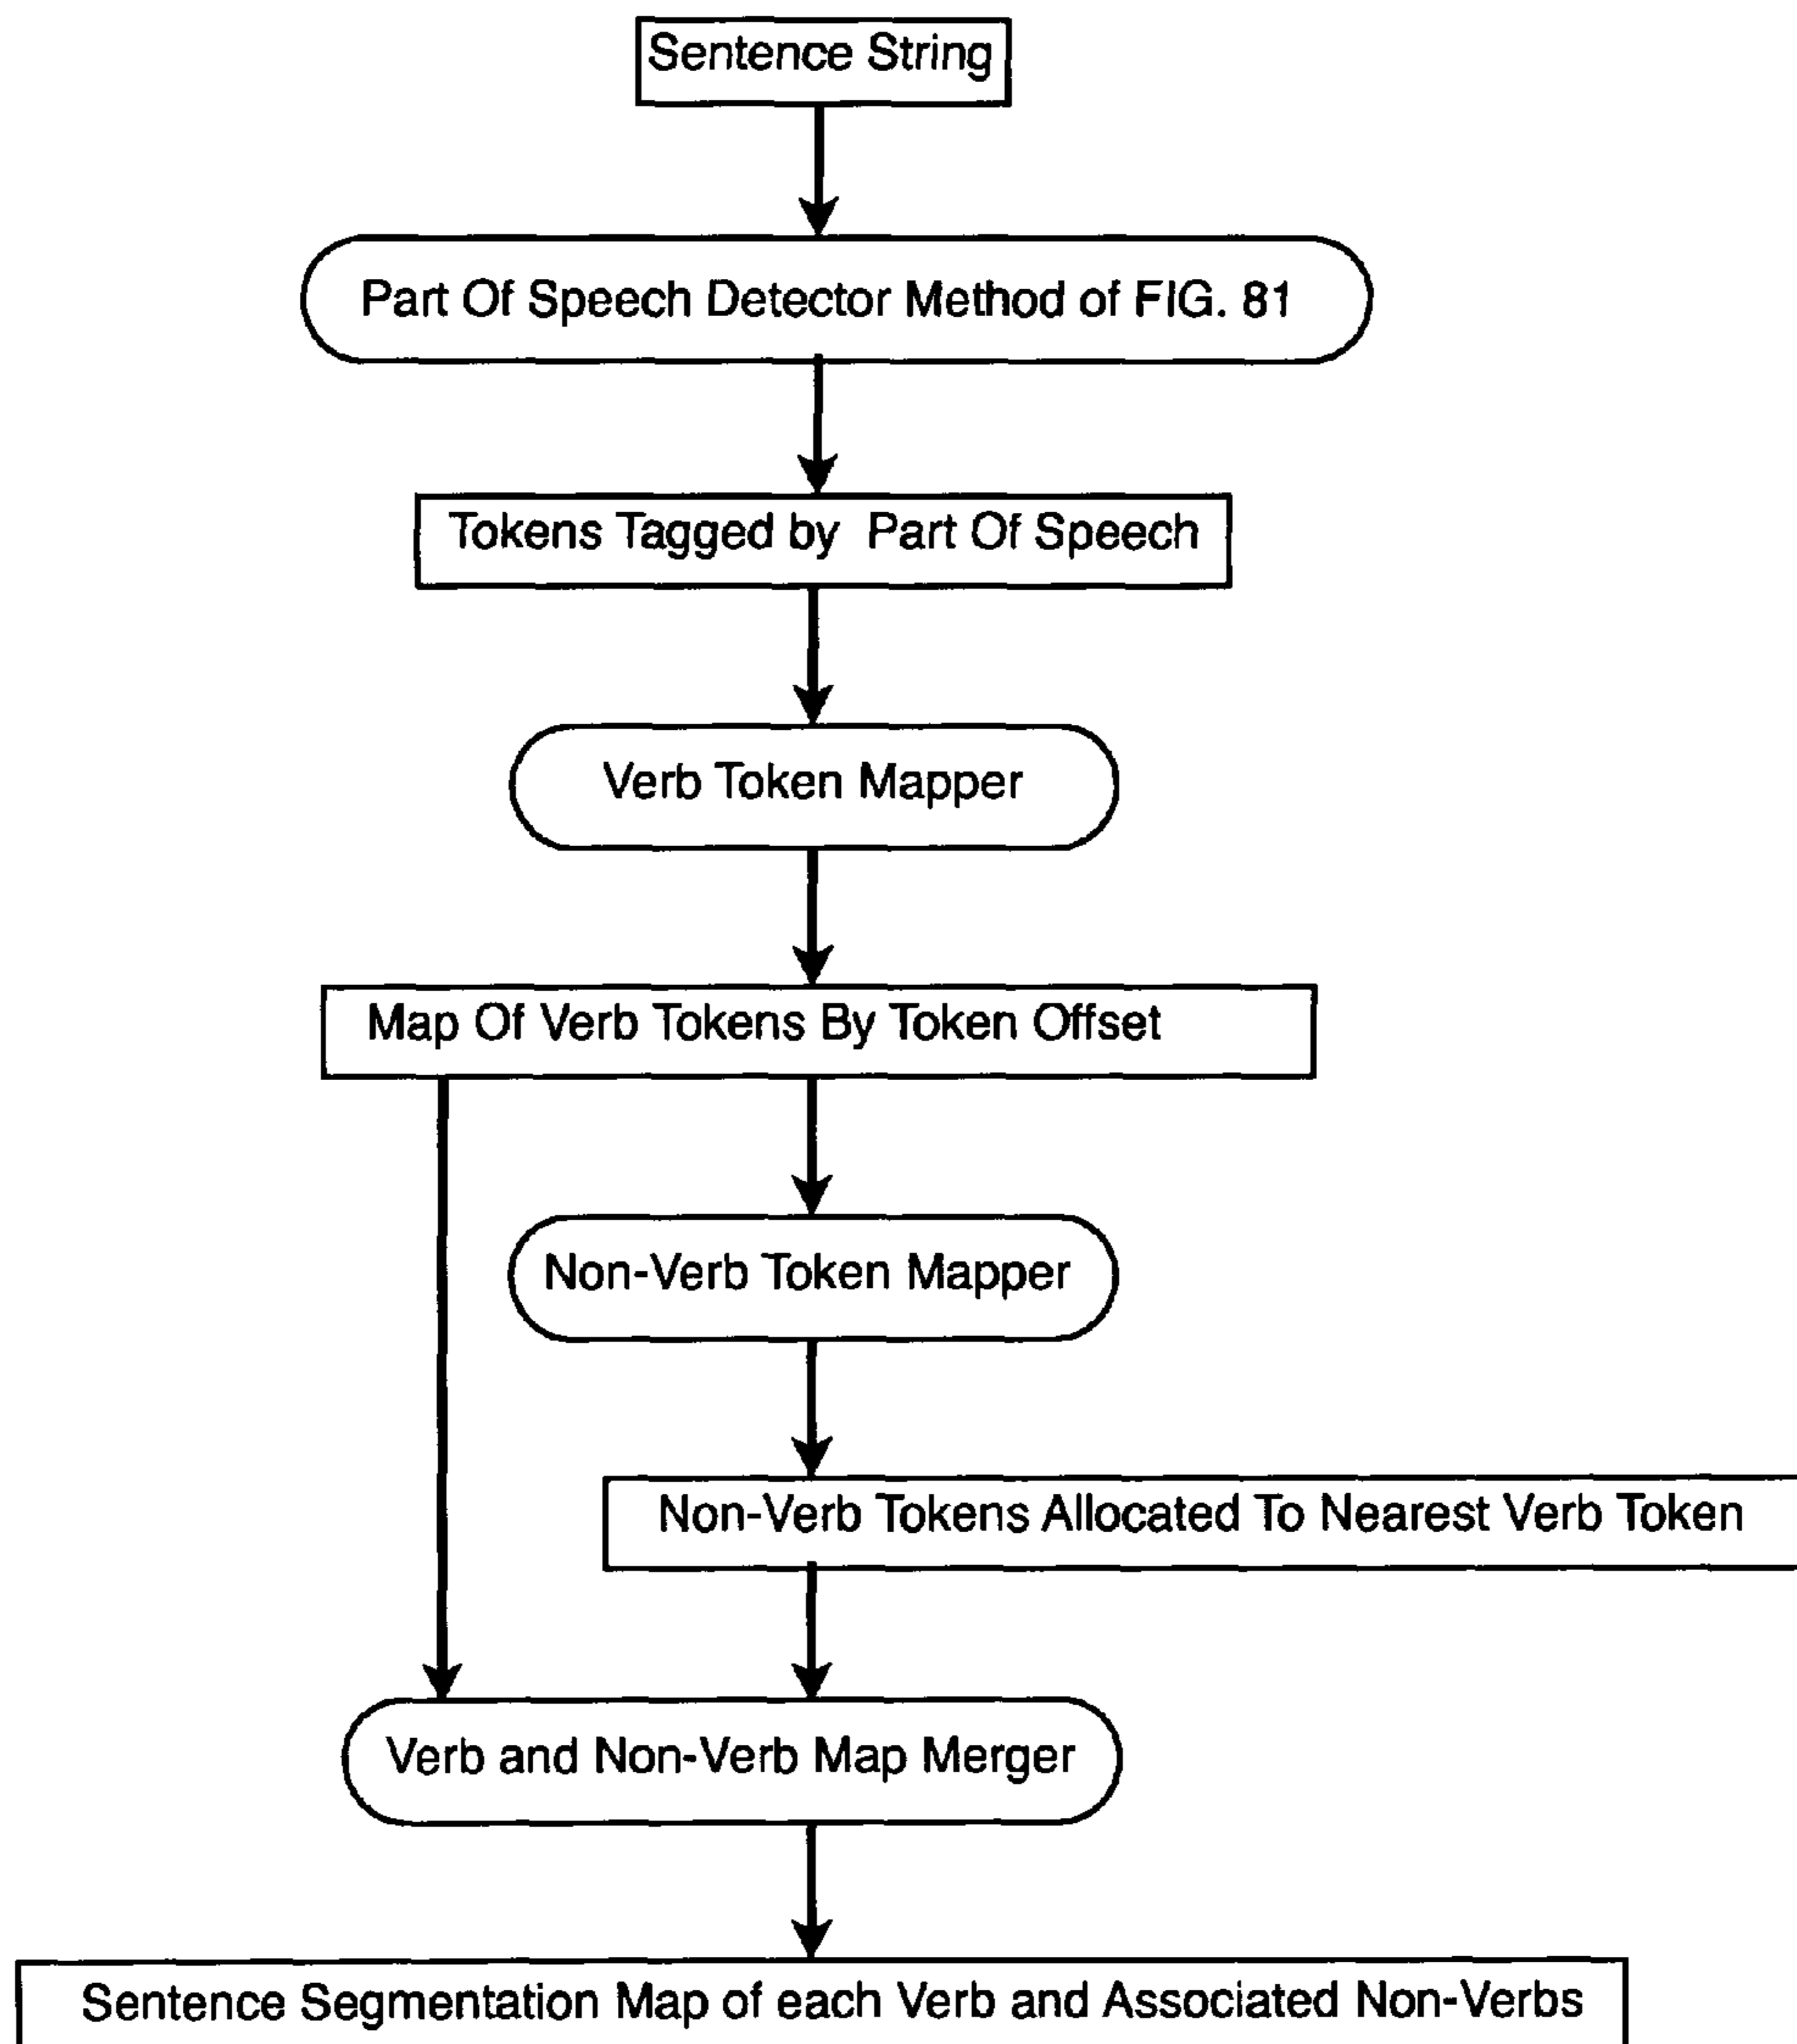 Sentence String
Part Of Speech Detector Method of FIG. 81
Tokens Tagged by Part Of Speech
Verb Token Mapper
Map Of Verb Tokens By Token Offset
Non-Verb Token Mapper
Non-Verb Tokens Allocated To Nearest Verb Token
Verb and Non-Verb Map Merger
Sentence Segmentation Map of each Verb and Associated Non-Verbs